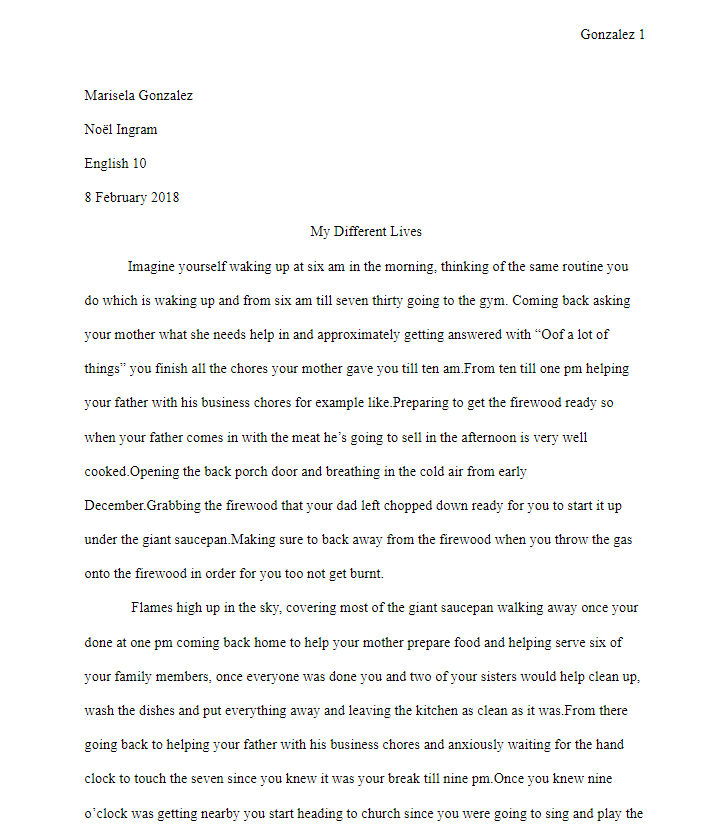 Gonzalez 1
Marisela Gonzalez
Noël Ingram
English 10
8 February 2018
My Different Lives
Imagine yourself waking up at six am in the morning, thinking of the same routine you
do which is waking up and from six am till seven thirty going to the gym. Coming back asking
your mother what she needs help in and approximately getting answered with “Oof a lot of
things” you finish all the chores your mother gave you till ten am.From ten till one pm helping
your father with his business chores for example like.Preparing to get the firewood ready so
when your father comes in with the meat he’s going to sell in the afternoon is very well
cooked.Opening the back porch door and breathing in the cold air from early
December.Grabbing the firewood that your dad left chopped down ready for you to start it up
under the giant saucepan.Making sure to back away from the firewood when you throw the gas
onto the firewood in order for you too not get burnt.
Flames high up in the sky, covering most of the giant saucepan walking away once your
done at one pm coming back home to help your mother prepare food and helping serve six of
your family members, once everyone was done you and two of your sisters would help clean up,
wash the dishes and put everything away and leaving the kitchen as clean as it was.From there
going back to helping your father with his business chores and anxiously waiting for the hand
clock to touch the seven since you knew it was your break till nine pm.Once you knew nine
o’clock was getting nearby you start heading to church since you were going to sing and play the